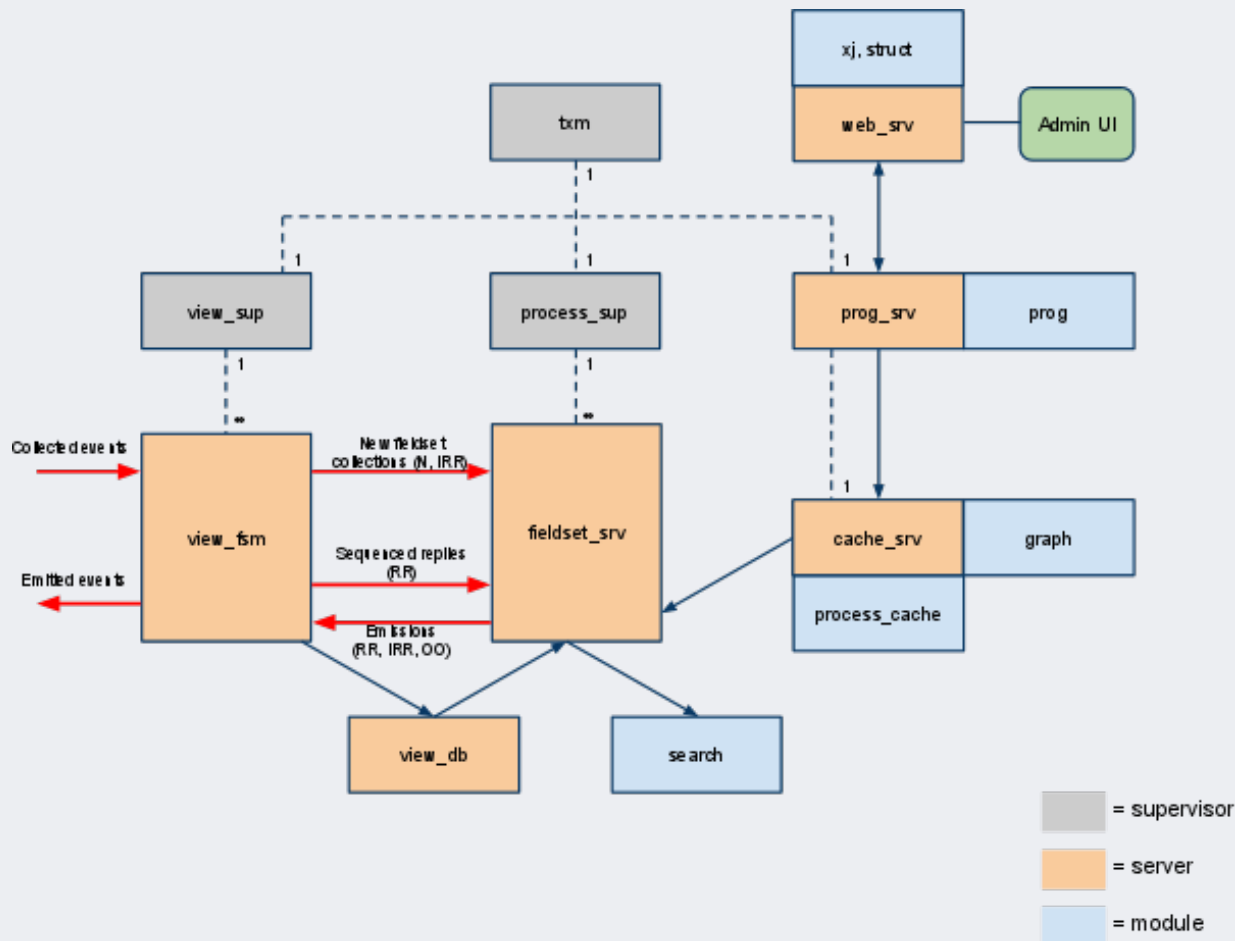 xj, struct
txm
web_srv
Admin UI
1
1
1
1
view_sup
process_sup
prog_srv
prog
1
1
**
**
Collected events
New fieldset
collections (N, IRR)
1
view_fsm
fieldset_srv
cache_srv
graph
Sequenced replies
(RR)
Emitted events
process_cache
Emissions
(RR, IRR, OO)
view_db
search
= supervisor
= server
= module